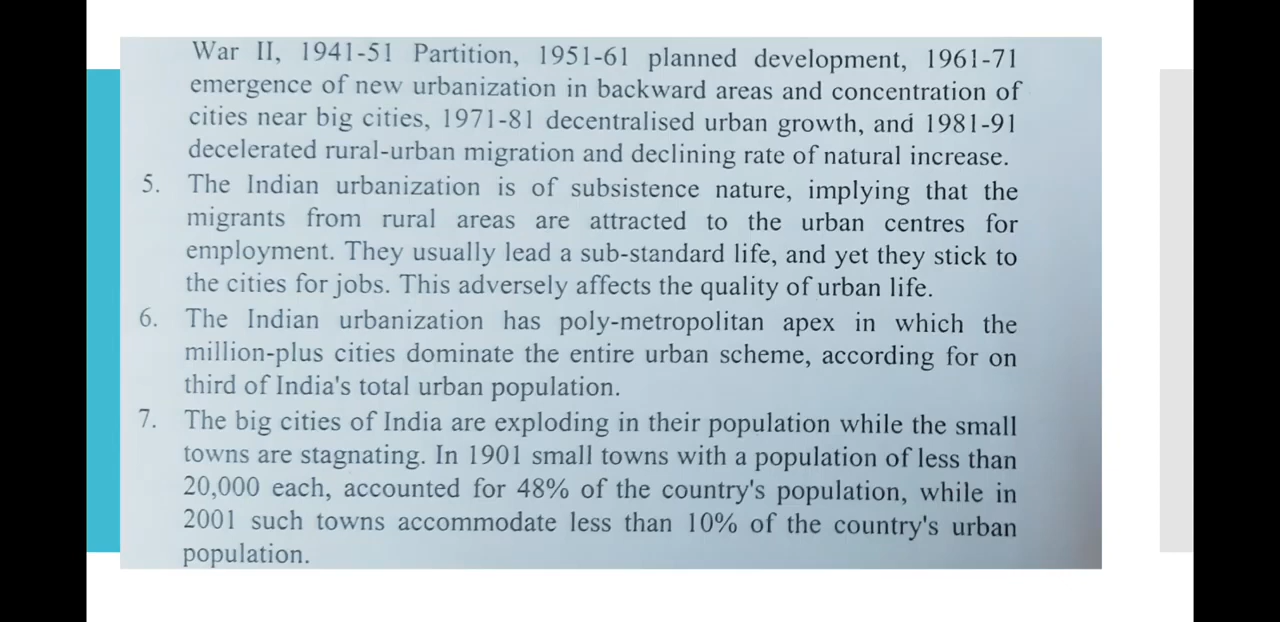 War II, 1941-51 Partition, 1951-61 planned development, 1961-71
emergence of new urbanization in backward areas and concentration of
cities near big cities, 1971-81 decentralised urban growth, and 1981-91
decelerated rural-urban migration and declining rate of natural increase.
5. The Indian urbanization is of subsistence nature, implying that the
migrants from rural areas are attracted to the urban centres for
employment. They usually lead a sub-standard life, and yet they stick to
the cities for jobs. This adversely affects the quality of urban life.
6. The Indian urbanization has poly-metropolitan apex in which the
million-plus cities dominate the entire urban scheme, according for on
third of India's total urban population.
7. The big cities of India are exploding in their population while the small
towns are stagnating. In 1901 small towns with a population of less than
20,000 each, accounted for 48% of the country's population, while in
2001 such towns accommodate less than 10% of the country's urban
population.